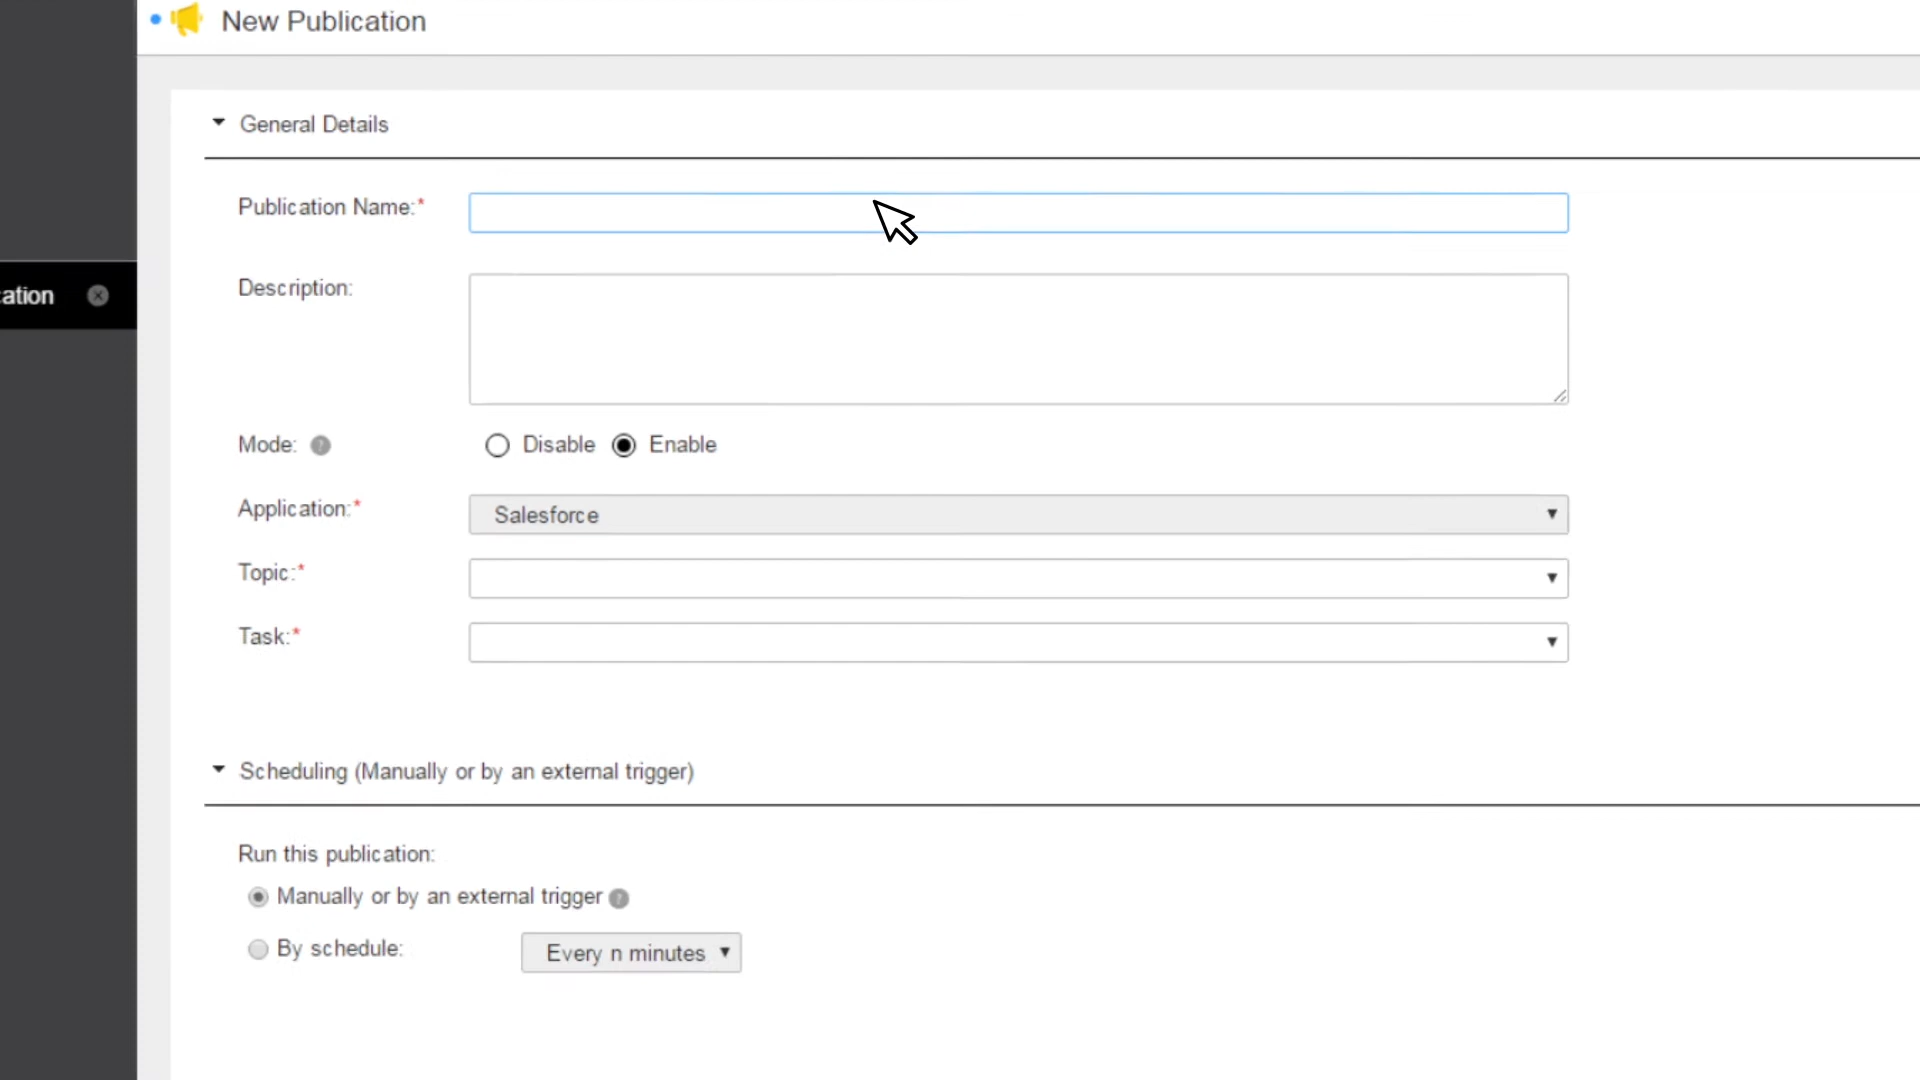 New Publication
General Details
Publication Name:*
cation
Description:
Mode: ? Disable Enable
Application:* Salesforce
Topic:*
Task:*
Scheduling (Manually or by an external trigger)
Run this publication:
Manually or by an external trigger ?
By schedule: Every n minutes